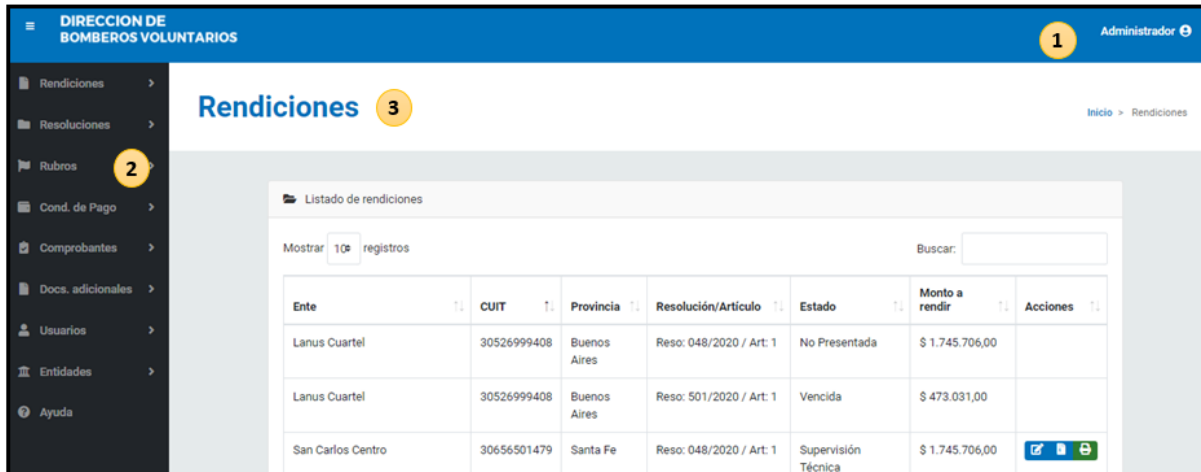 DIRECCION DE
BOMBEROS VOLUNTARIOS
1
Administrador
Rendiciones
Resoluciones
Rubros
2
Cond. de Pago
Comprobantes
Docs. adicionales
Usuarios
Entidades
Ayuda
Rendiciones 3
Inicio > Rendiciones
Listado de rendiciones
Mostrar 10 registros
Buscar:
Ente CUIT Provincia Resolución/Artículo Estado Monto a rendir Acciones
Lanus Cuartel 30526999408 Buenos Aires Reso: 048/2020 / Art: 1 No Presentada $ 1.745.706,00
Lanus Cuartel 30526999408 Buenos Aires Reso: 501/2020 / Art: 1 Vencida $ 473.031,00
San Carlos Centro 30656501479 Santa Fe Reso: 048/2020 / Art: 1 Supervisión Técnica $ 1.745.706,00